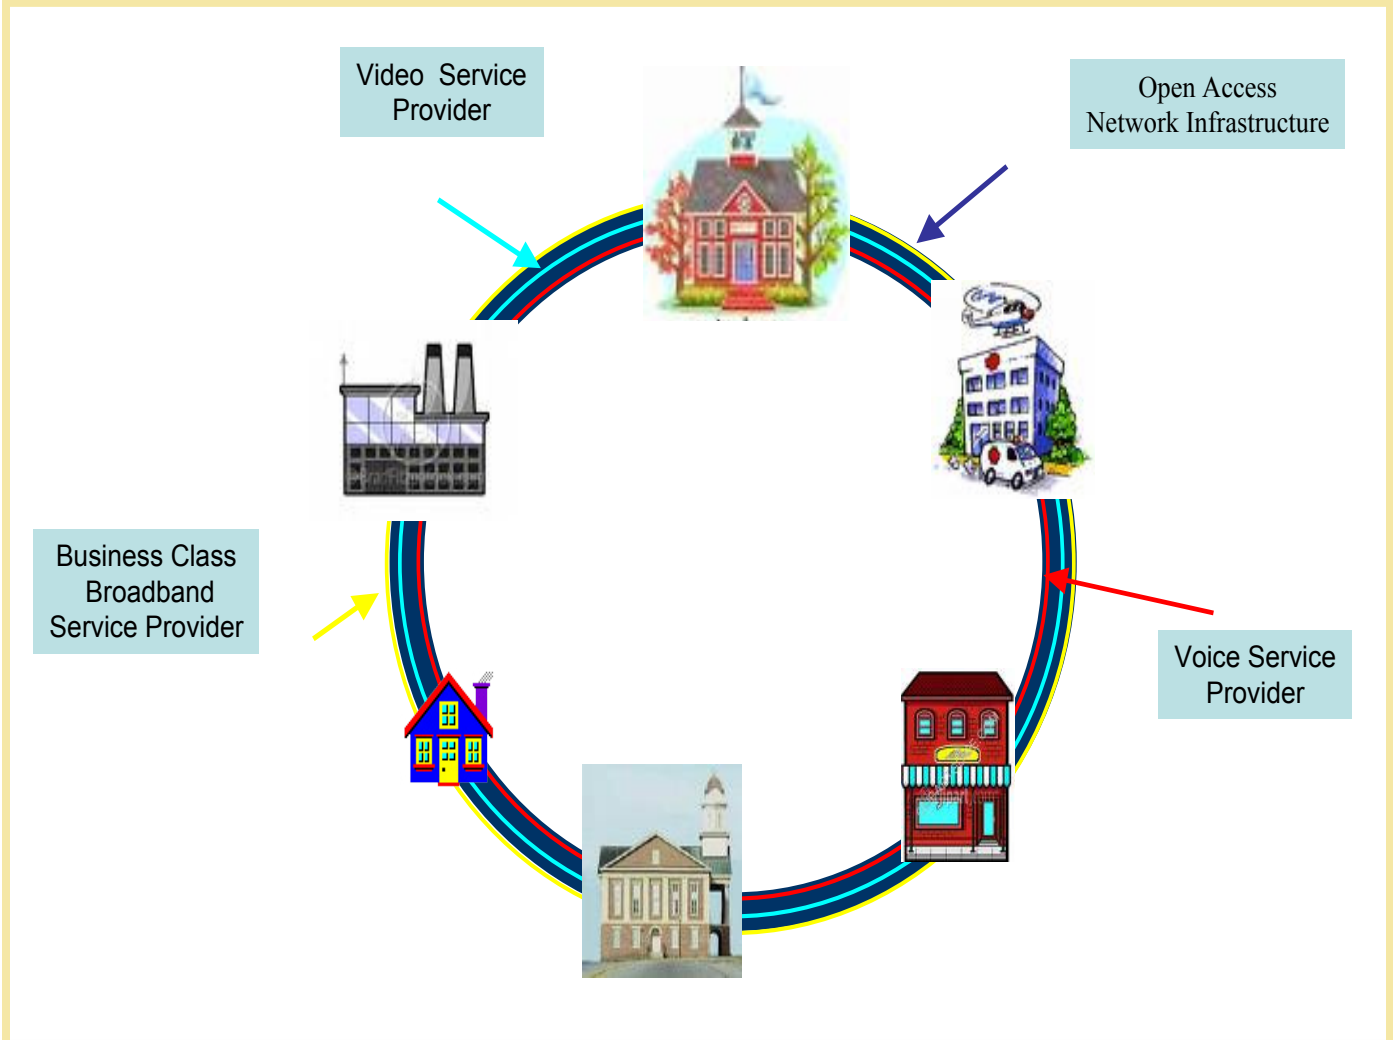 Video Service
Provider
Open Access
Network Infrastructure
Business Class
Broadband
Service Provider
Voice Service
Provider